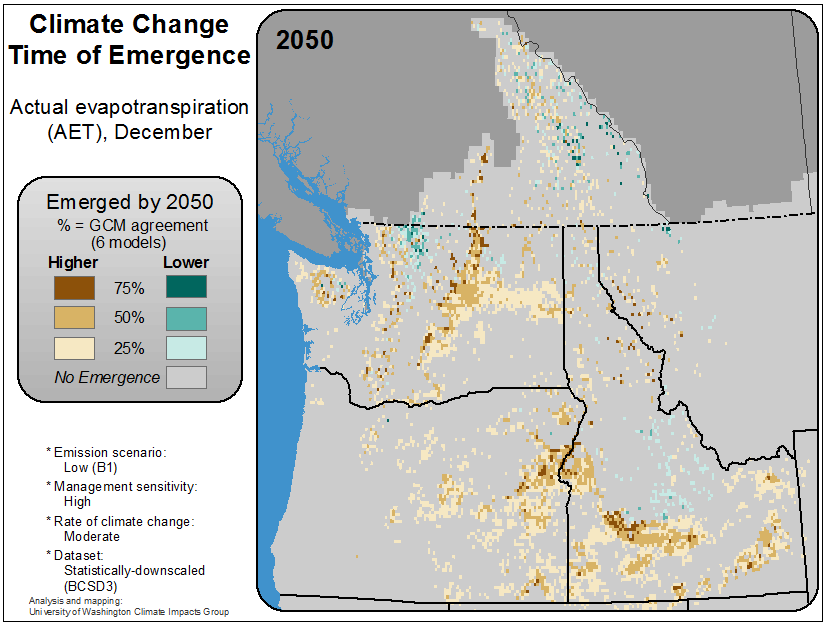 Climate Change
Time of Emergence
Actual evapotranspiration
(AET), December
Emerged by 2050
% = GCM agreement
(6 models)
Higher Lower
75%
50%
25%
No Emergence
* Emission scenario:
Low (B1)
* Management sensitivity:
High
* Rate of climate change:
Moderate
* Dataset:
Statistically-downscaled
(BCSD3)
Analysis and mapping:
University of Washington Climate Impacts Group
2050